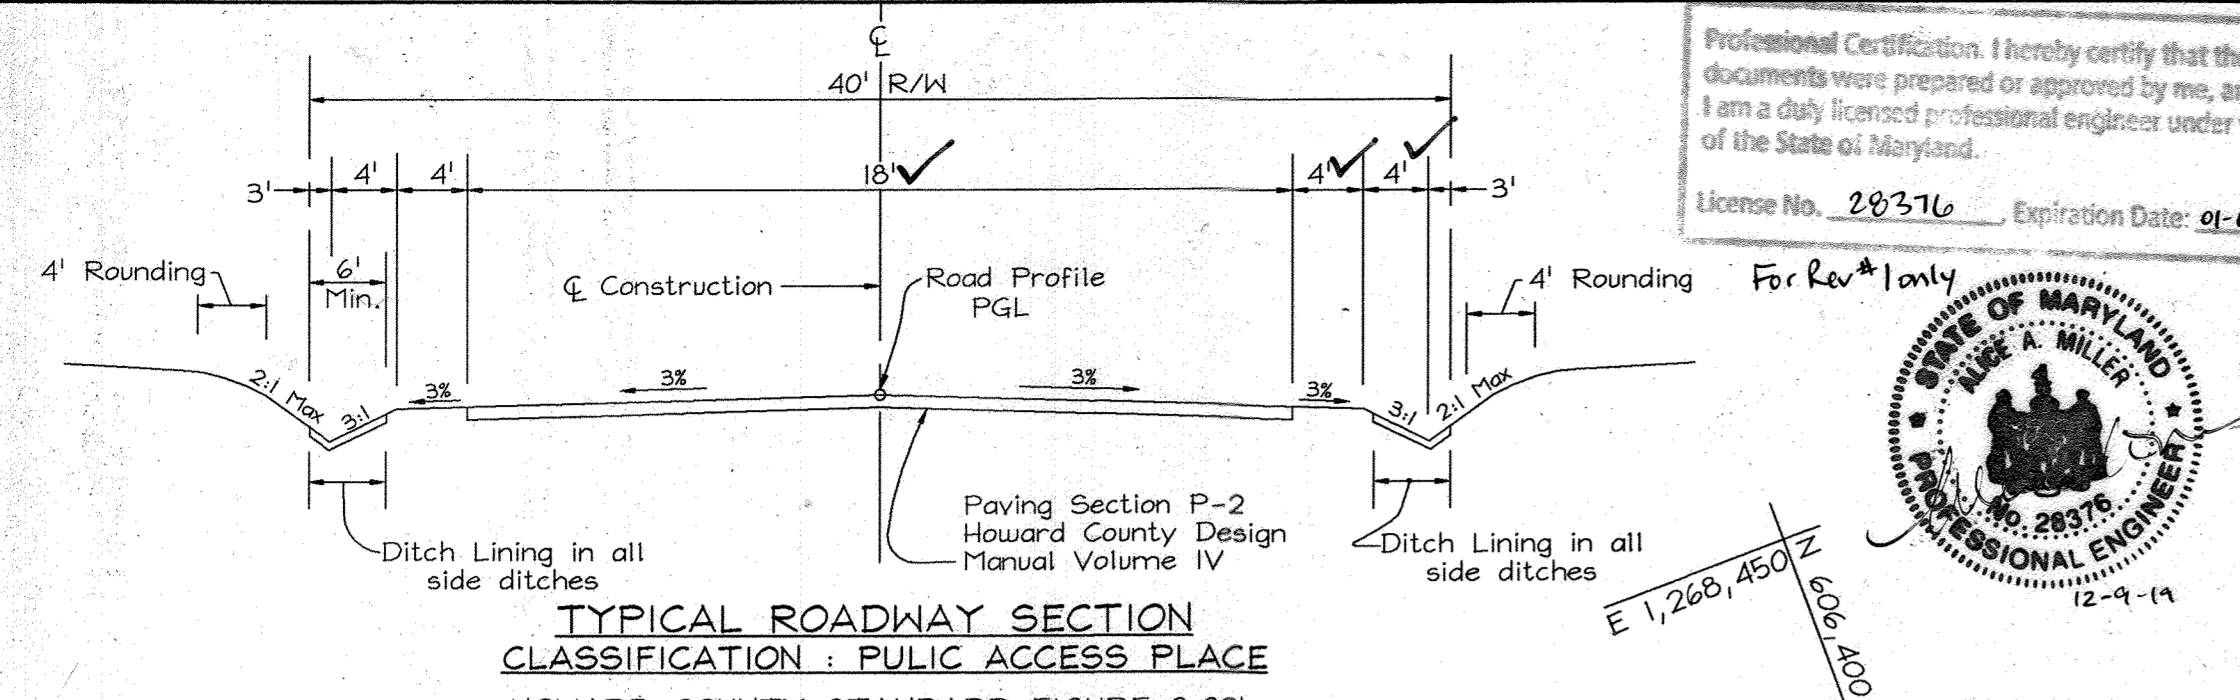 ℄
40' R/W
Professional Certification. I hereby certify that the
documents were prepared or approved by me, an
I am a duly licensed professional engineer under
of the State of Maryland.
License No. 28376, Expiration Date: 01-
For Rev #1 only
3' 4' 4' 18' 4' 4' 3'
4' Rounding
6'
Min.
℄ Construction
Road Profile
PGL
4' Rounding
2:1 Max 3:1 3% 3% 3% 3% 3:1 2:1 Max
Ditch Lining in all
side ditches
Paving Section P-2
Howard County Design
Manual Volume IV
Ditch Lining in all
side ditches
STATE OF MARYLAND
ALICE A. MILLER
No. 28376
PROFESSIONAL ENGINEER
12-9-19
E 1,268,450
N 606,400
TYPICAL ROADWAY SECTION
CLASSIFICATION : PULIC ACCESS PLACE